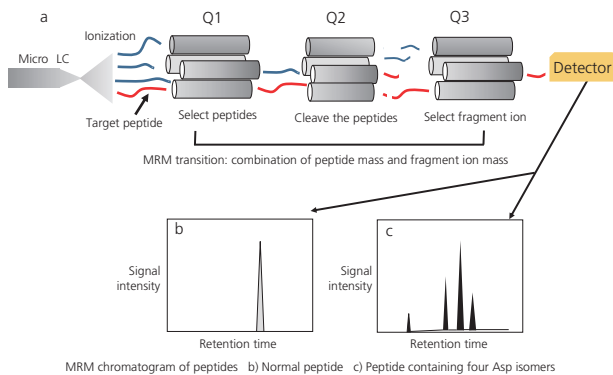 a
Q1
Q2
Q3
Ionization
Micro LC
Detector
Target peptide
Select peptides
Cleave the peptides
Select fragment ion
MRM transition: combination of peptide mass and fragment ion mass
b
c
Signal
intensity
Signal
intensity
Retention time
Retention time
MRM chromatogram of peptides b) Normal peptide c) Peptide containing four Asp isomers